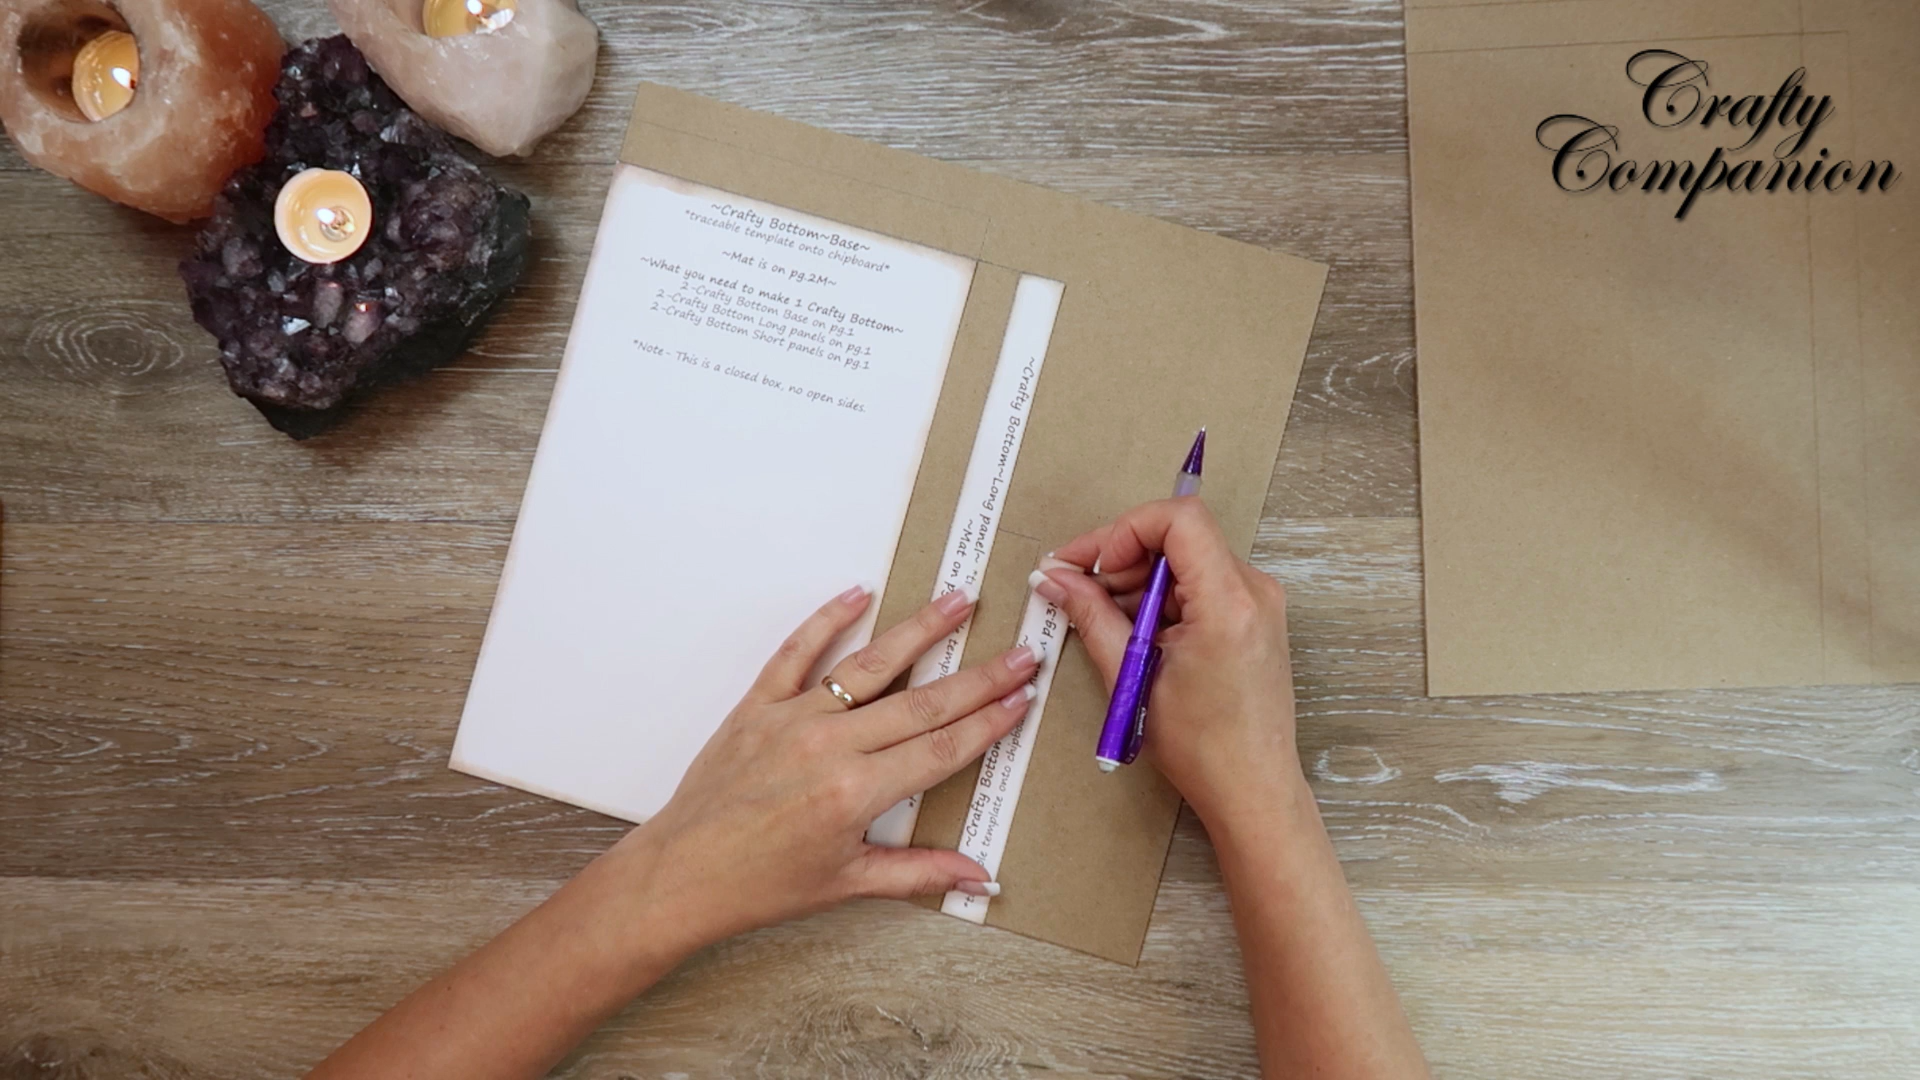 Crafty
Companion
~Crafty Bottom~Base~
*traceable template onto chipboard*
~Mat is on pg.2M~
~What you need to make 1 Crafty Bottom~
2-Crafty Bottom Base on pg.1
2-Crafty Bottom Long panels on pg.1
2-Crafty Bottom Short panels on pg.1
*Note- This is a closed box, no open sides.
~Crafty Bottom~Long panel~
~Mat on
~Crafty Bottom
template onto
pg.3